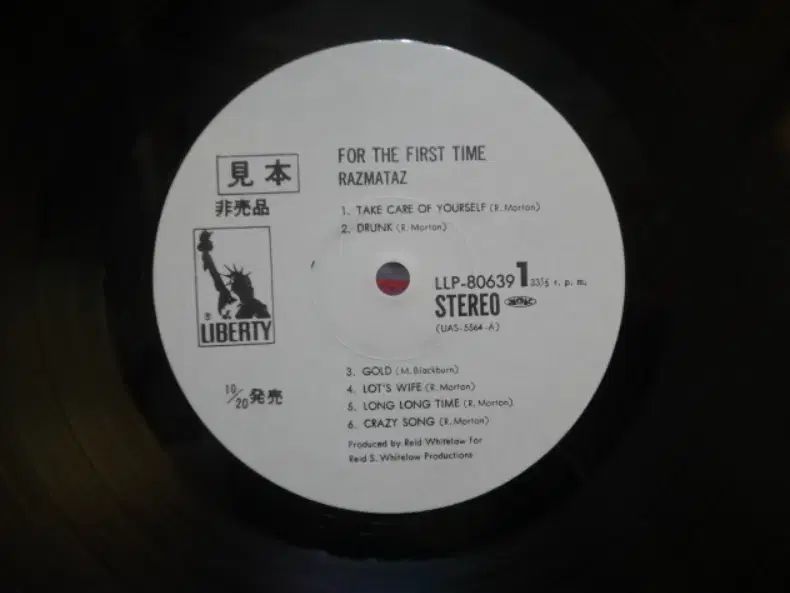 FOR THE FIRST TIME
RAZMATAZ
見本
非売品
1. TAKE CARE OF YOURSELF (R. Morton)
2. DRUNK (R. Morton)
LLP-80639 1 33⅓ r. p. m.
STEREO
(UAS-5564-A)
® LIBERTY
3. GOLD (M. Blackburn)
4. LOT'S WIFE (R. Morton)
5. LONG LONG TIME (R. Morton)
6. CRAZY SONG (R. Morton)
10/20発売
Produced by Reid Whitelaw for
Reid S. Whitelaw Productions